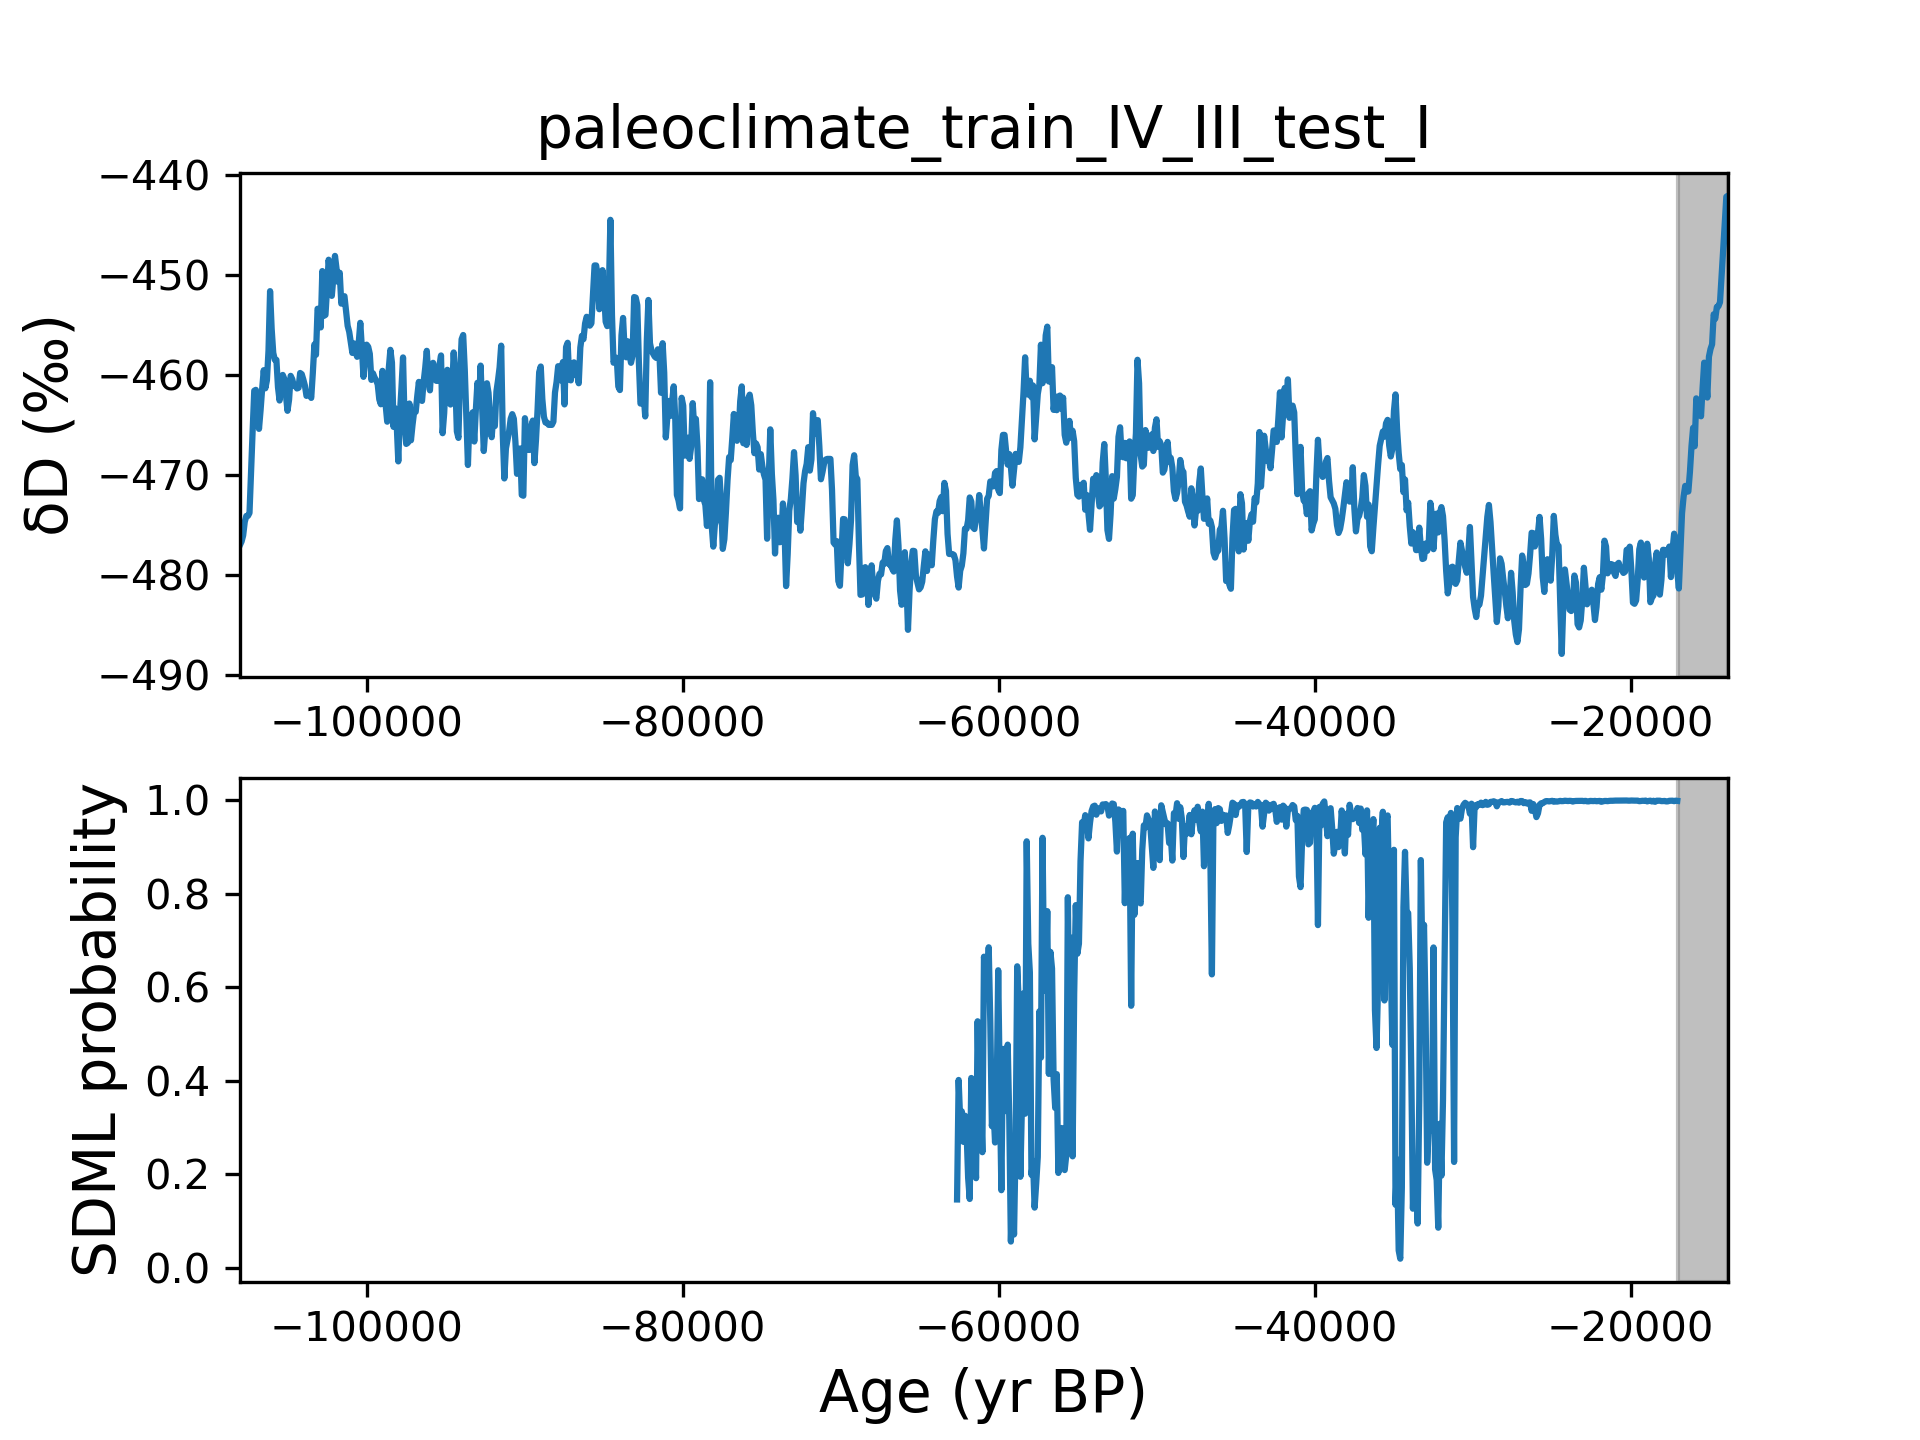 paleoclimate_train_IV_III_test_I
−440
−450
−460
−470
−480
−490
δD (‰)
−100000 −80000 −60000 −40000 −20000
1.0
0.8
0.6
0.4
0.2
0.0
SDML probability
−100000 −80000 −60000 −40000 −20000
Age (yr BP)